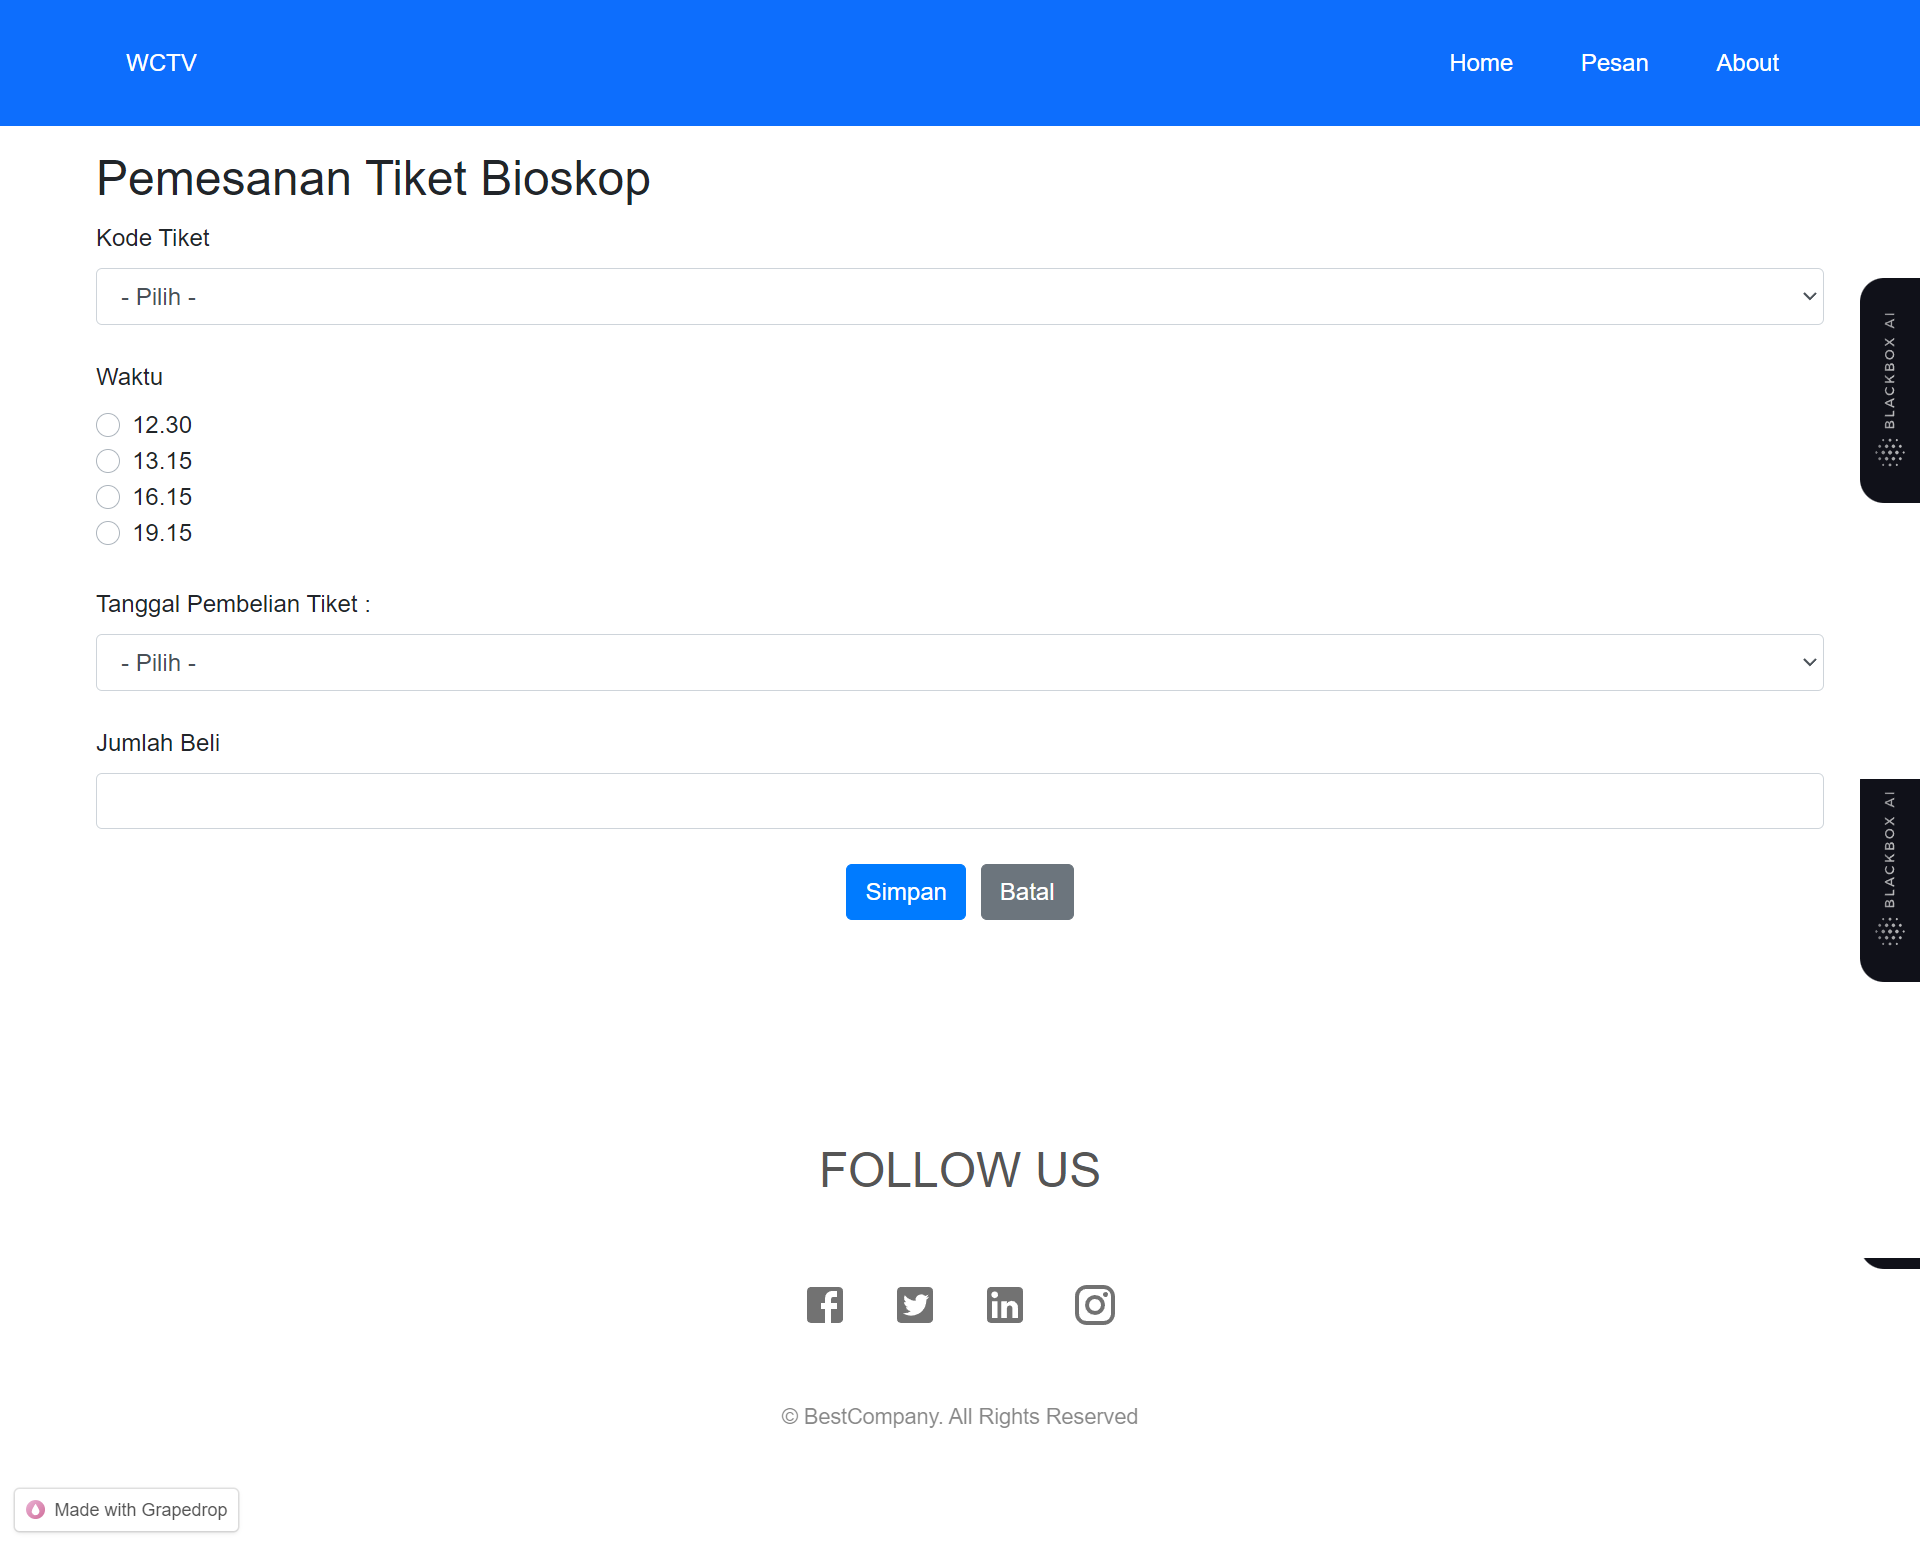 WCTV
Home
Pesan
About
Pemesanan Tiket Bioskop
Kode Tiket
- Pilih -
Waktu
12.30
13.15
16.15
19.15
Tanggal Pembelian Tiket :
- Pilih -
Jumlah Beli
Simpan
Batal
BLACKBOX AI
BLACKBOX AI
FOLLOW US
© BestCompany. All Rights Reserved
Made with Grapedrop